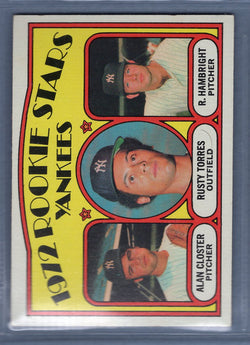 1972 ROOKIE STARS
YANKEES
ALAN CLOSTER
PITCHER
RUSTY TORRES
OUTFIELD
R. HAMBRIGHT
PITCHER